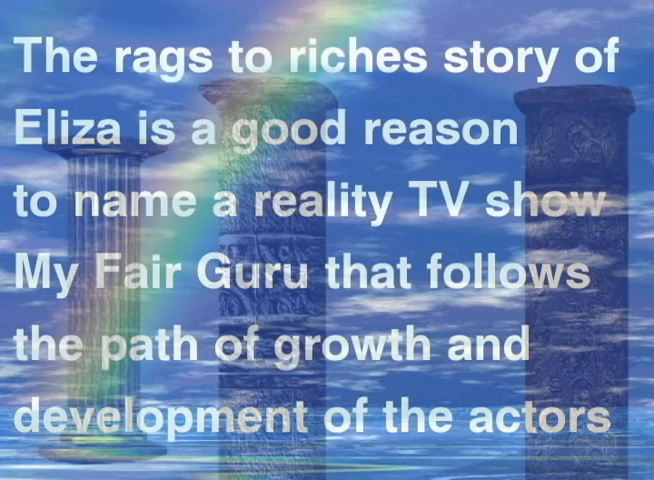 The rags to riches story of
Eliza is a good reason
to name a reality TV show
My Fair Guru that follows
the path of growth and
development of the actors